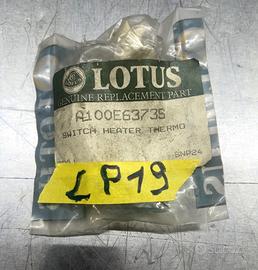 LOTUS
GENUINE REPLACEMENT PART
A100E6373S
SWITCH HEATER THERMO
LP19